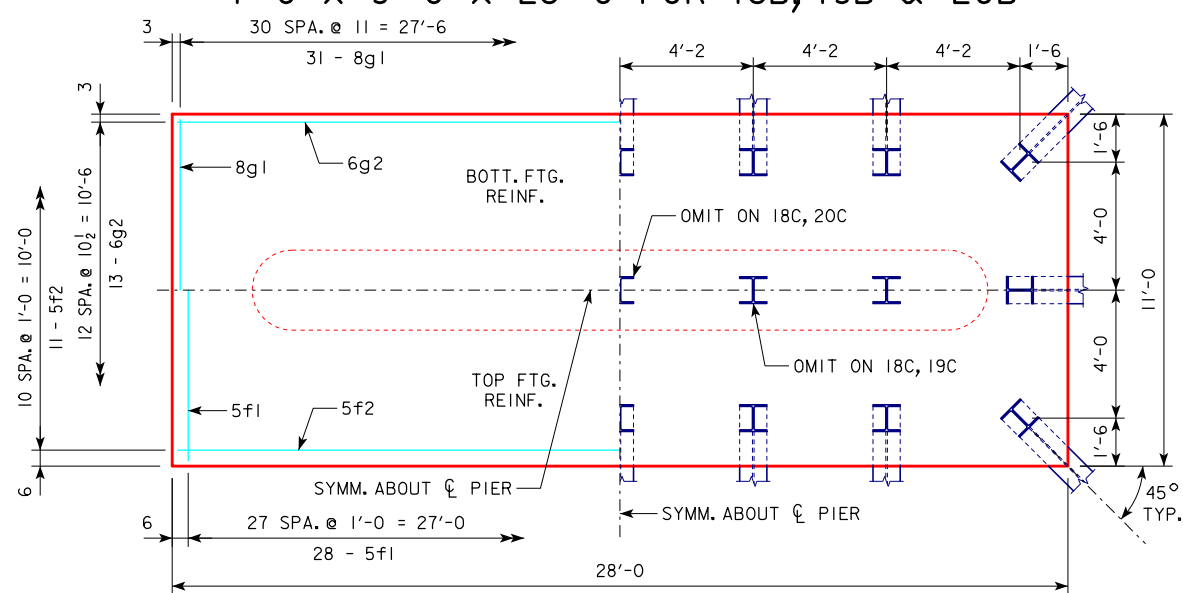 3
30 SPA. @ 11 = 27'-6
31 - 8g1
4'-2
4'-2
4'-2
1'-6
3
8g1
6g2
BOTT. FTG.
REINF.
OMIT ON 18C, 20C
1'-6
4'-0
11'-0
4'-0
1'-6
10 SPA. @ 1'-0 = 10'-0
11 - 5f2
12 SPA. @ 10½ = 10'-6
13 - 6g2
OMIT ON 18C, 19C
TOP FTG.
REINF.
5f1
5f2
6
SYMM. ABOUT ℄ PIER
SYMM. ABOUT ℄ PIER
45°
TYP.
6
27 SPA. @ 1'-0 = 27'-0
28 - 5f1
28'-0